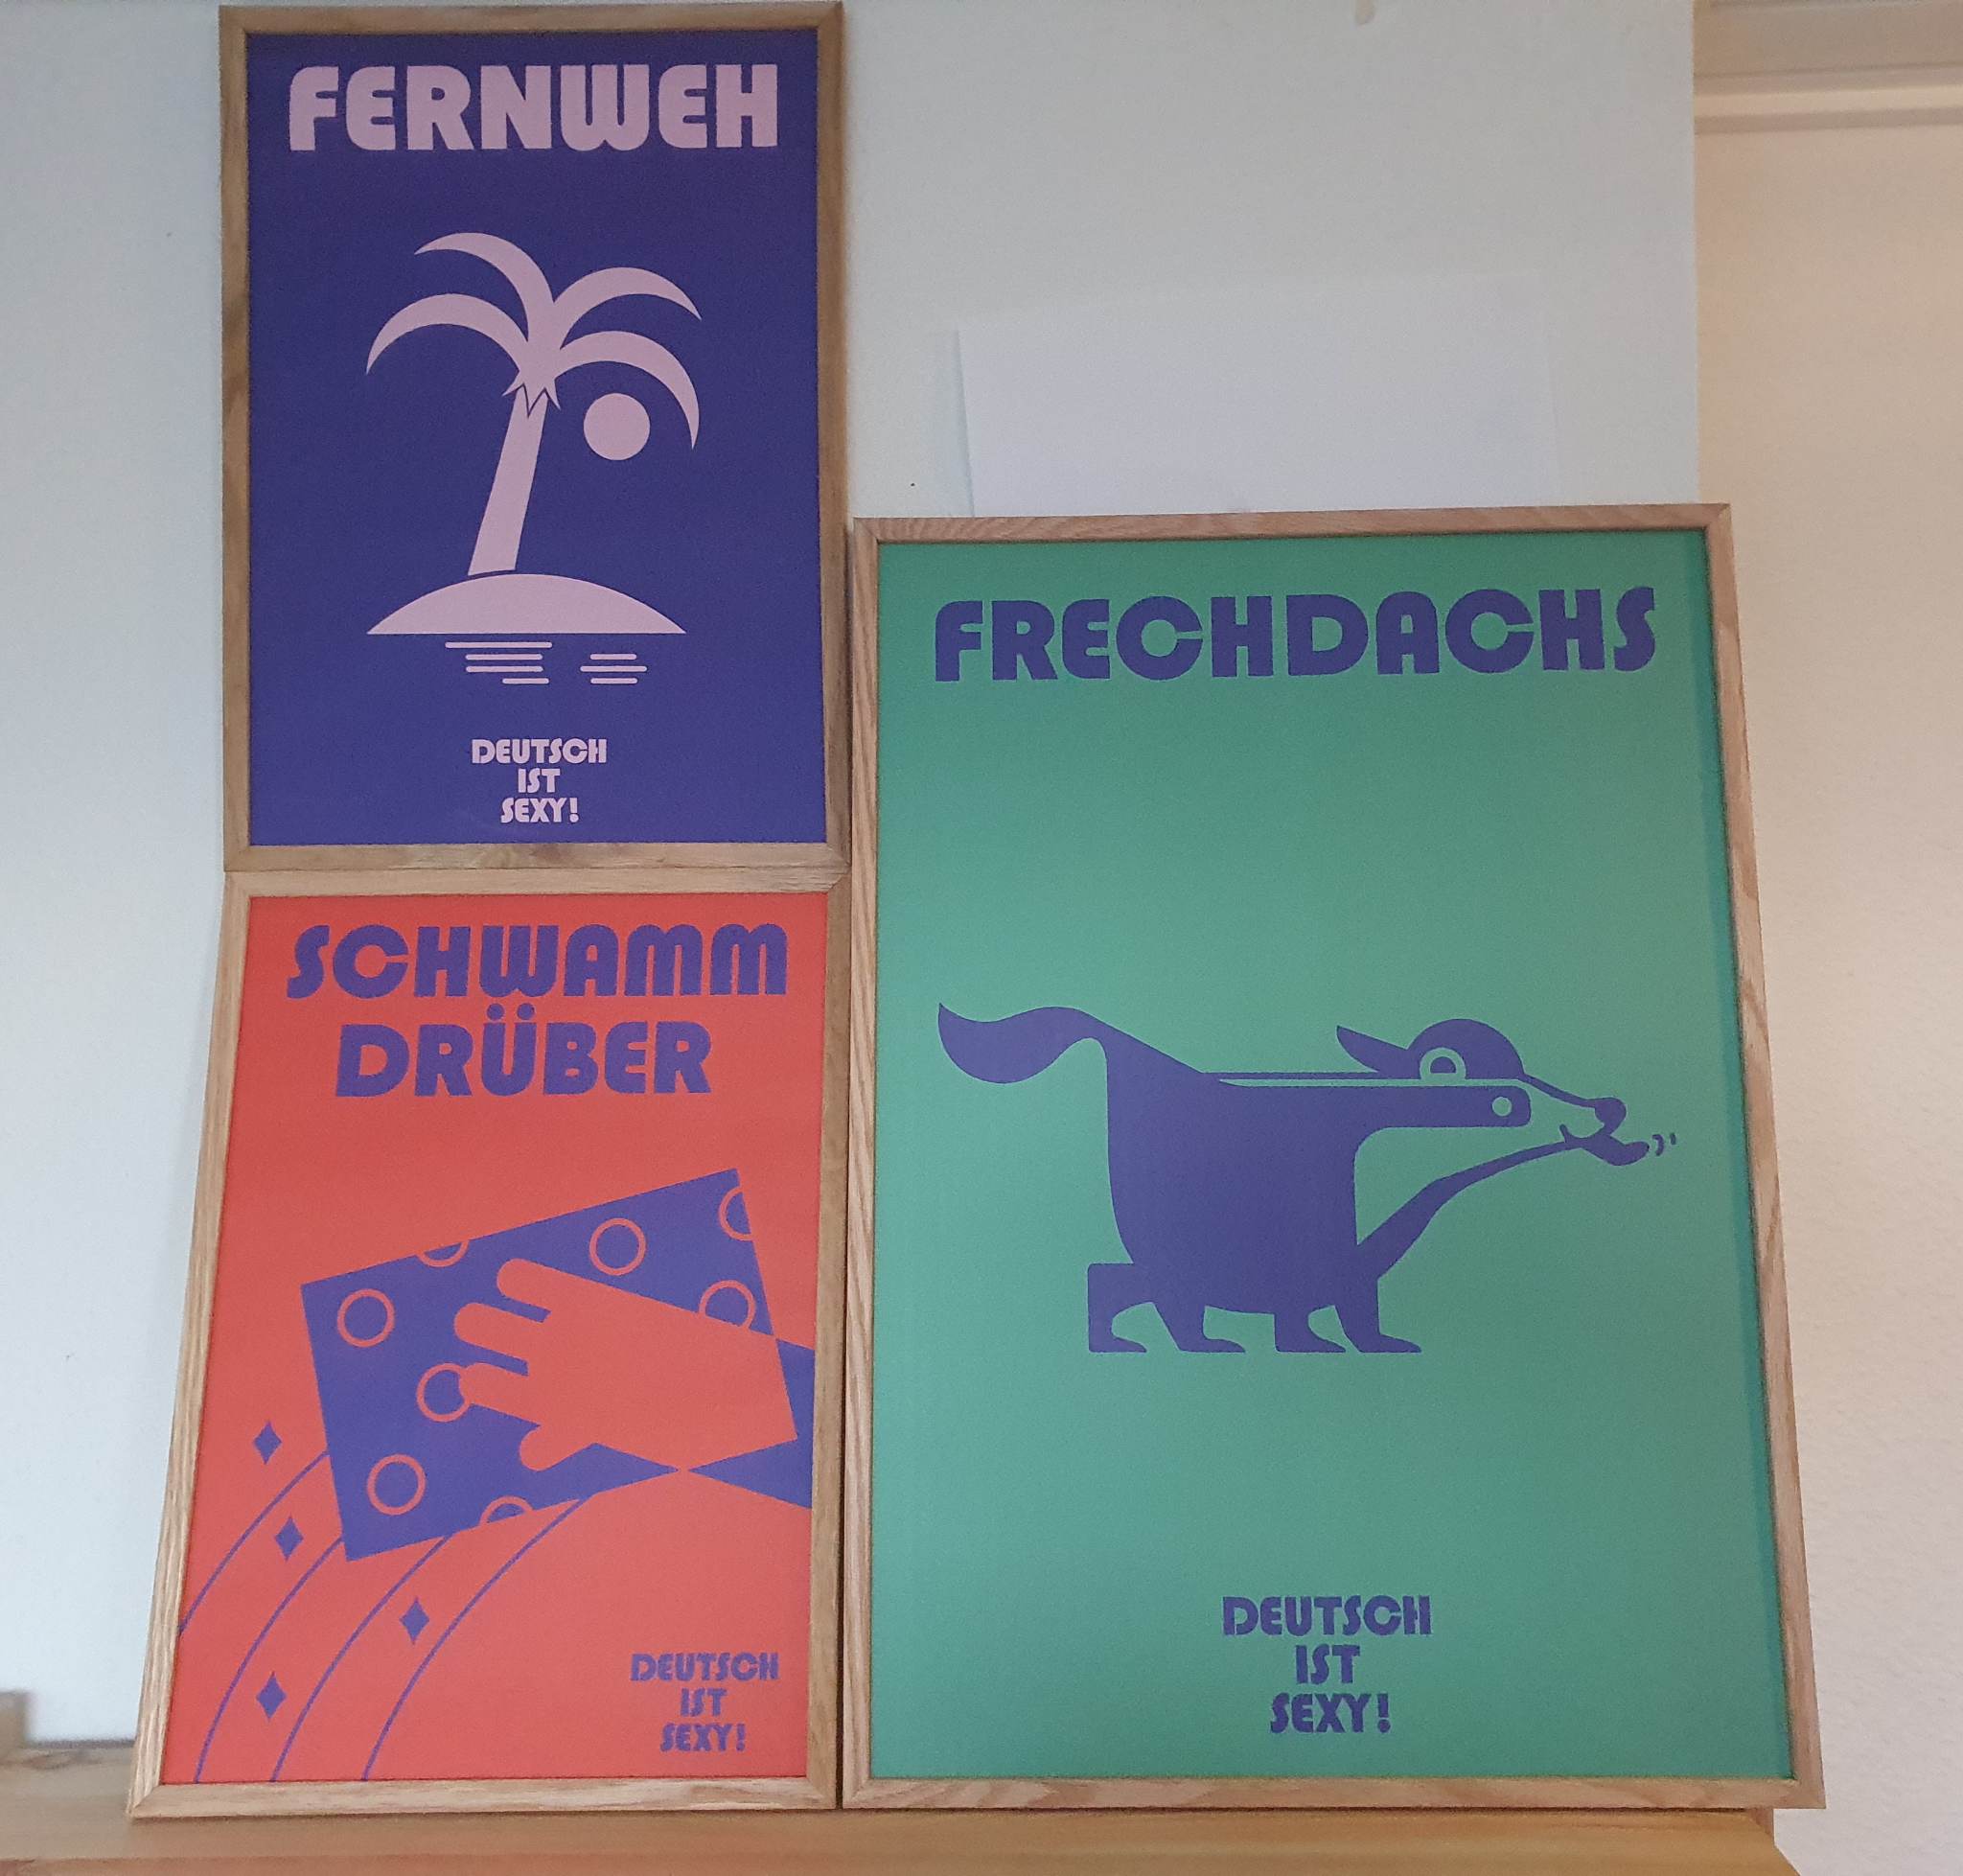 FERNWEH
DEUTSCH
IST
SEXY!
SCHWAMM
DRÜBER
DEUTSCH
IST
SEXY!
FRECHDACHS
DEUTSCH
IST
SEXY!